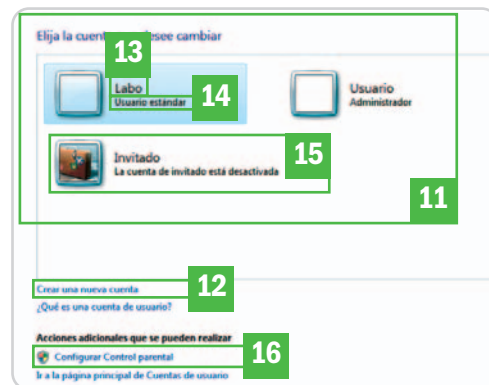 Elija la cuenta desee cambiar
13
Labo
Usuario estándar
14
Usuario
Administrador
Invitado
La cuenta de invitado está desactivada
15
11
Crear una nueva cuenta
12
¿Qué es una cuenta de usuario?
Acciones adicionales que se pueden realizar
Configurar Control parental
16
Ir a la página principal de Cuentas de usuario